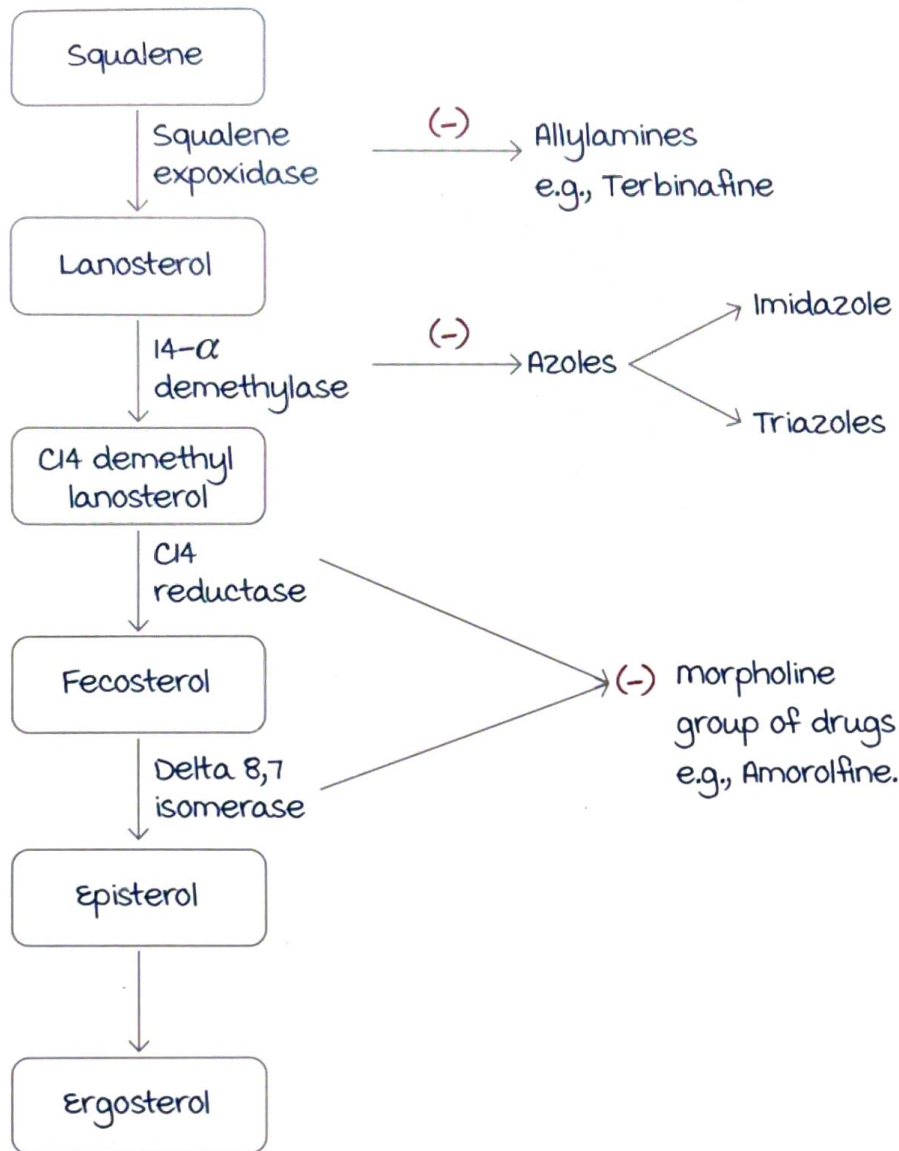 Squalene
Squalene
expoxidase
(-)
Allylamines
e.g., Terbinafine
Lanosterol
14-α
demethylase
(-)
Azoles
Imidazole
Triazoles
C14 demethyl
lanosterol
C14
reductase
Fecosterol
(-) morpholine
group of drugs
e.g., Amorolfine.
Delta 8,7
isomerase
Episterol
Ergosterol